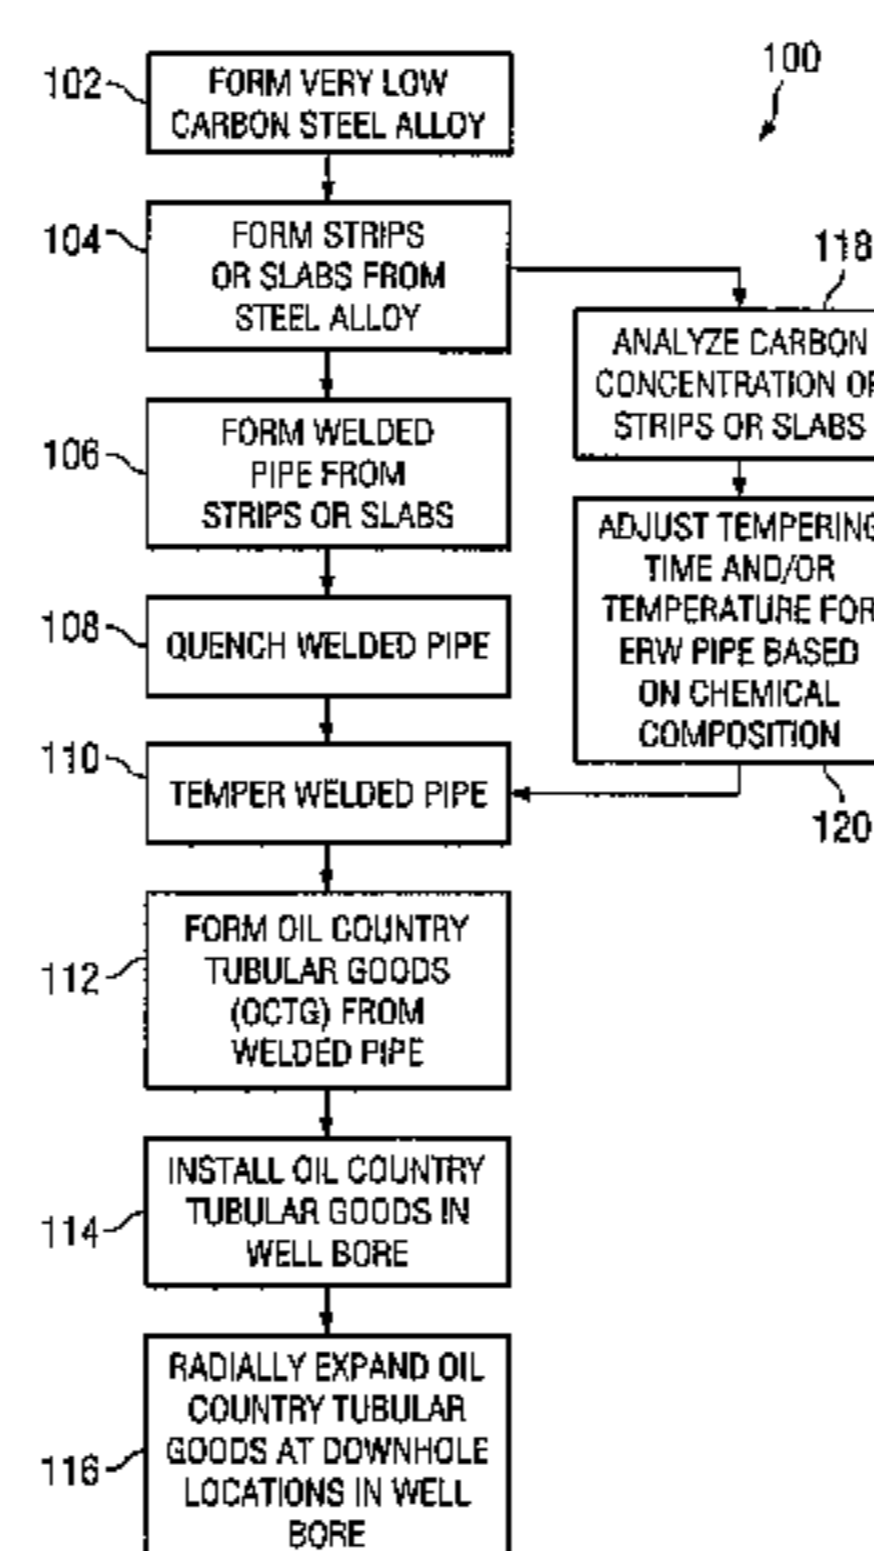 100
102
FORM VERY LOW
CARBON STEEL ALLOY
104
FORM STRIPS
OR SLABS FROM
STEEL ALLOY
118
ANALYZE CARBON
CONCENTRATION OF
STRIPS OR SLABS
106
FORM WELDED
PIPE FROM
STRIPS OR SLABS
ADJUST TEMPERING
TIME AND/OR
TEMPERATURE FOR
ERW PIPE BASED
ON CHEMICAL
COMPOSITION
120
108
QUENCH WELDED PIPE
110
TEMPER WELDED PIPE
112
FORM OIL COUNTRY
TUBULAR GOODS
(OCTG) FROM
WELDED PIPE
114
INSTALL OIL COUNTRY
TUBULAR GOODS IN
WELL BORE
116
RADIALLY EXPAND OIL
COUNTRY TUBULAR
GOODS AT DOWNHOLE
LOCATIONS IN WELL
BORE